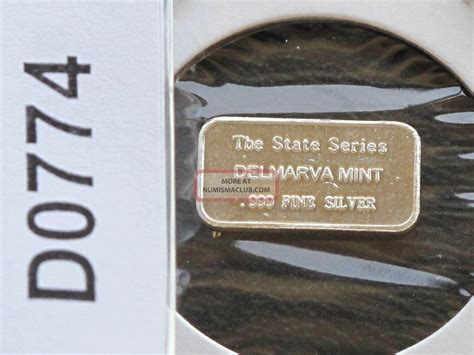 D0774
The State Series
DELMARVA MINT
MORE AT
NUMISMACLUB.COM
.999 FINE SILVER